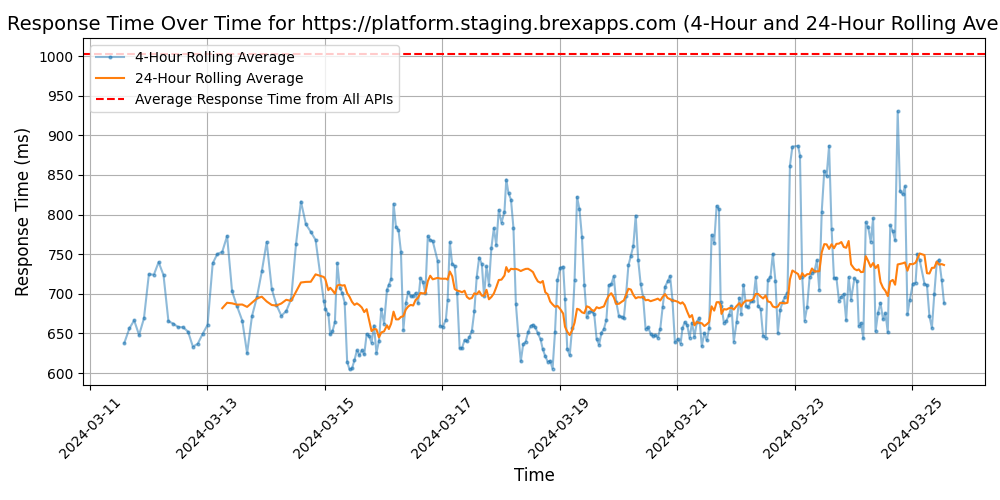 Response Time Over Time for https://platform.staging.brexapps.com (4-Hour and 24-Hour Rolling Ave
4-Hour Rolling Average
24-Hour Rolling Average
Average Response Time from All APIs
Response Time (ms)
1000
950
900
850
800
750
700
650
600
2024-03-11
2024-03-13
2024-03-15
2024-03-17
2024-03-19
2024-03-21
2024-03-23
2024-03-25
Time